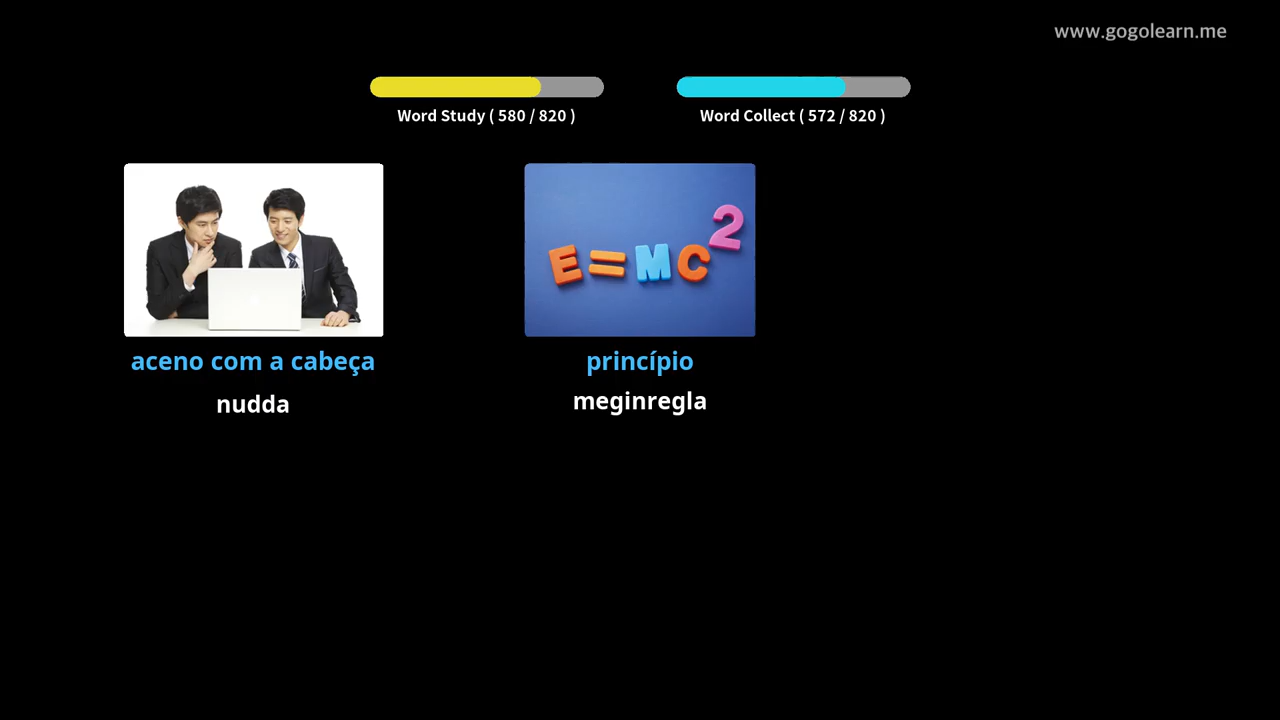 www.gogolearn.me
Word Study ( 580 / 820 )
Word Collect ( 572 / 820 )
E=MC2
aceno com a cabeça
princípio
nudda
meginregla